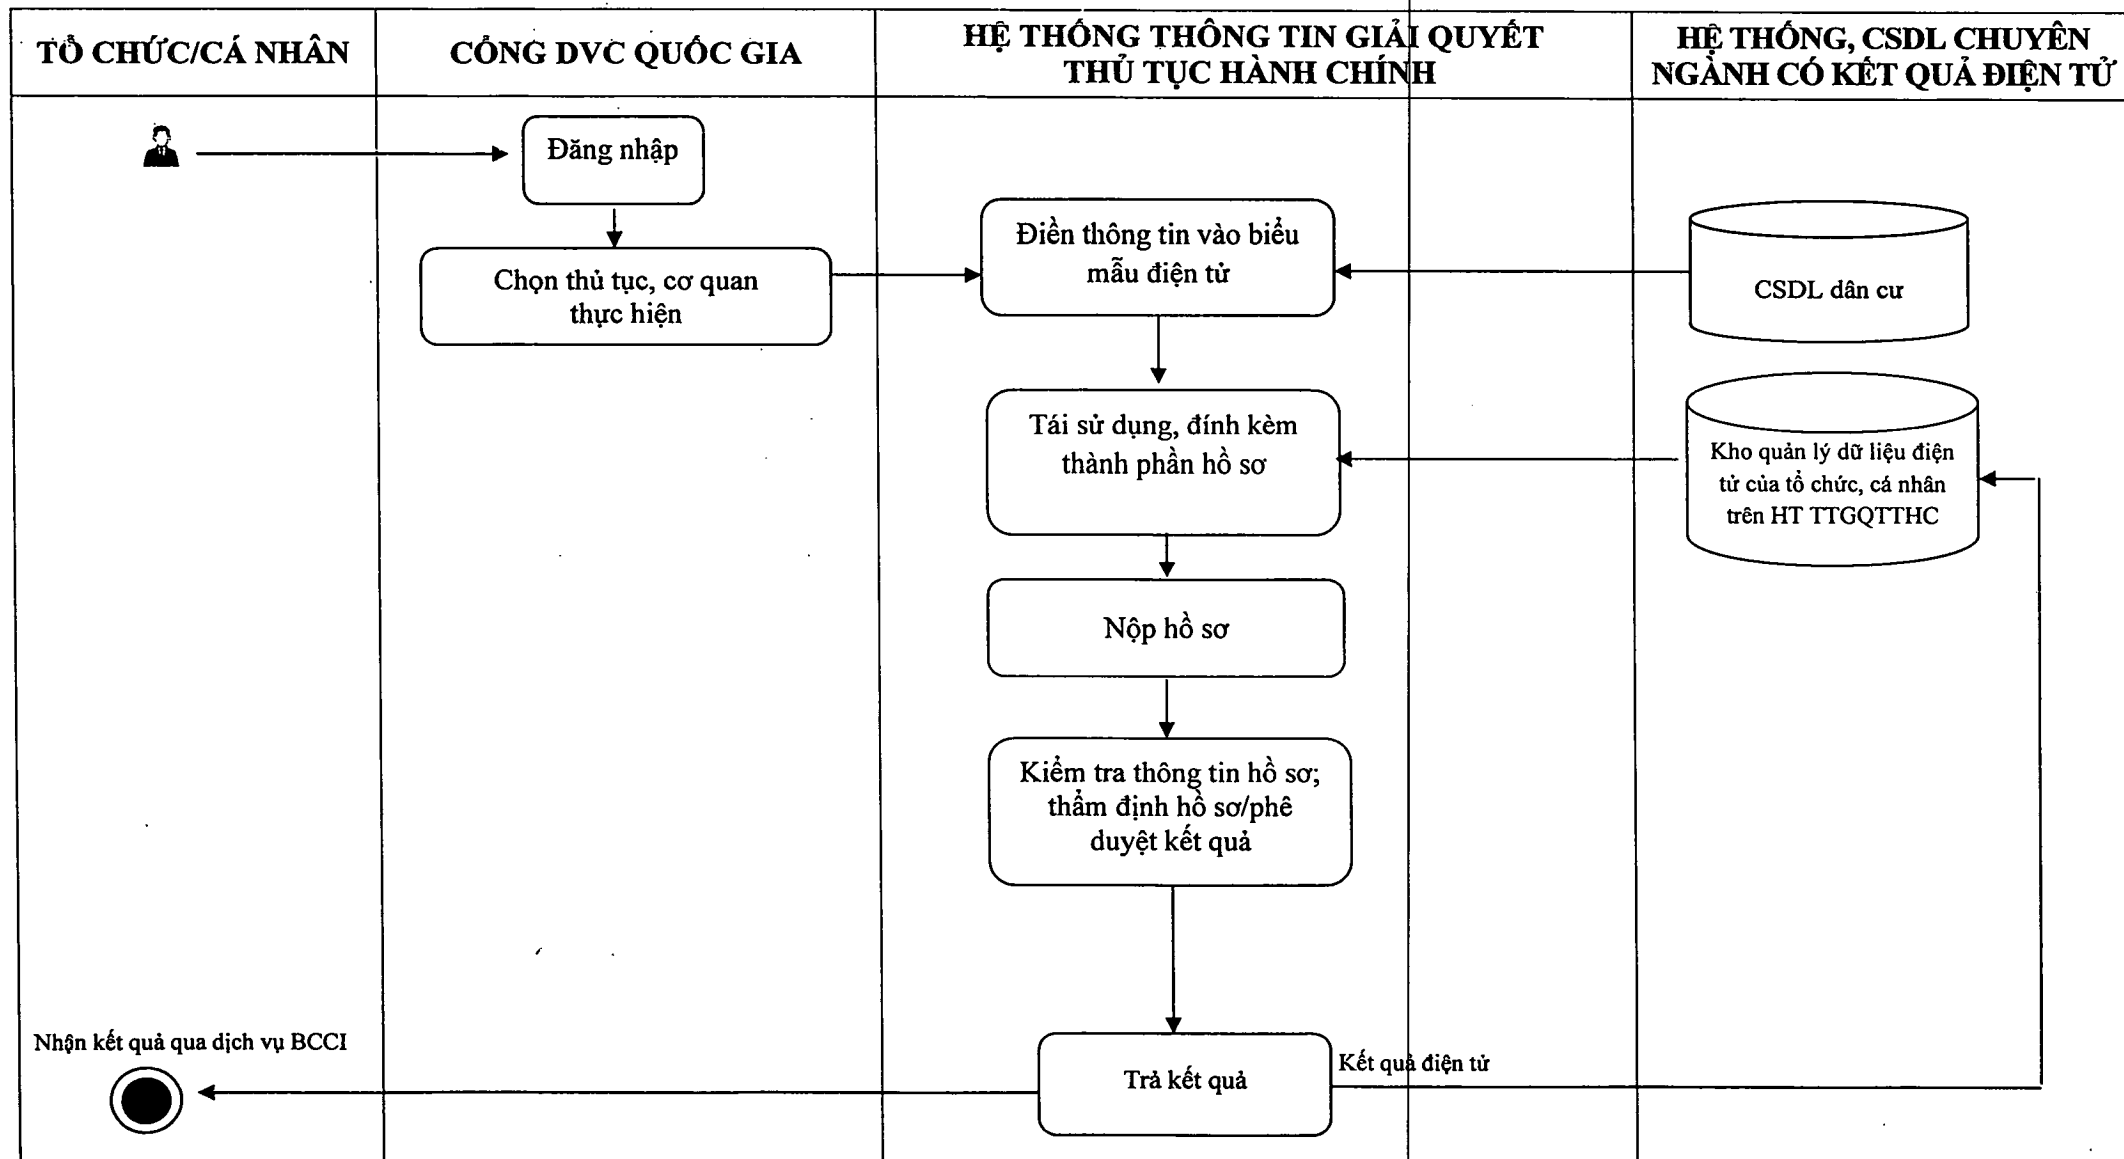 TỔ CHỨC/CÁ NHÂN
CỔNG DVC QUỐC GIA
HỆ THỐNG THÔNG TIN GIẢI QUYẾT
THỦ TỤC HÀNH CHÍNH
HỆ THỐNG, CSDL CHUYÊN
NGÀNH CÓ KẾT QUẢ ĐIỆN TỬ
Đăng nhập
Chọn thủ tục, cơ quan
thực hiện
Điền thông tin vào biểu
mẫu điện tử
CSDL dân cư
Tái sử dụng, đính kèm
thành phần hồ sơ
Kho quản lý dữ liệu điện
tử của tổ chức, cá nhân
trên HT TTGQTTHC
Nộp hồ sơ
Kiểm tra thông tin hồ sơ;
thẩm định hồ sơ/phê
duyệt kết quả
Nhận kết quả qua dịch vụ BCCI
Trả kết quả
Kết quả điện tử